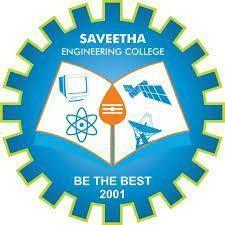 SAVEETHA
ENGINEERING COLLEGE
BE THE BEST
2001